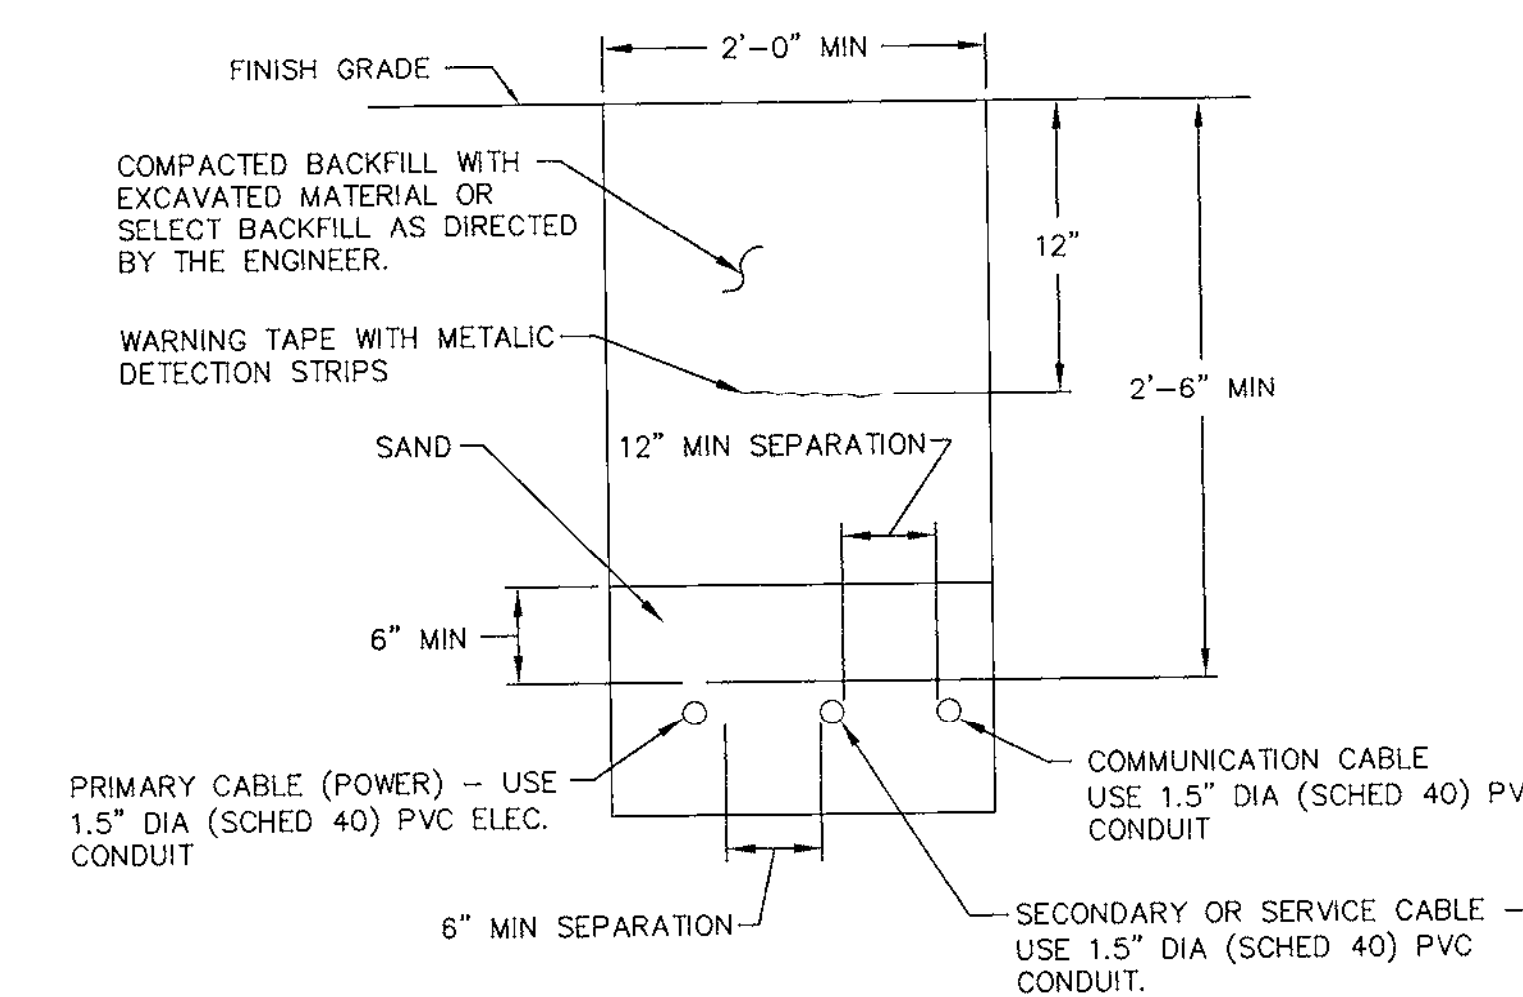 2'-0" MIN
FINISH GRADE
COMPACTED BACKFILL WITH
EXCAVATED MATERIAL OR
SELECT BACKFILL AS DIRECTED
BY THE ENGINEER.
12"
WARNING TAPE WITH METALIC
DETECTION STRIPS
2'-6" MIN
SAND
12" MIN SEPARATION
6" MIN
PRIMARY CABLE (POWER) - USE
1.5" DIA (SCHED 40) PVC ELEC.
CONDUIT
COMMUNICATION CABLE
USE 1.5" DIA (SCHED 40) PV
CONDUIT
6" MIN SEPARATION
SECONDARY OR SERVICE CABLE -
USE 1.5" DIA (SCHED 40) PVC
CONDUIT.